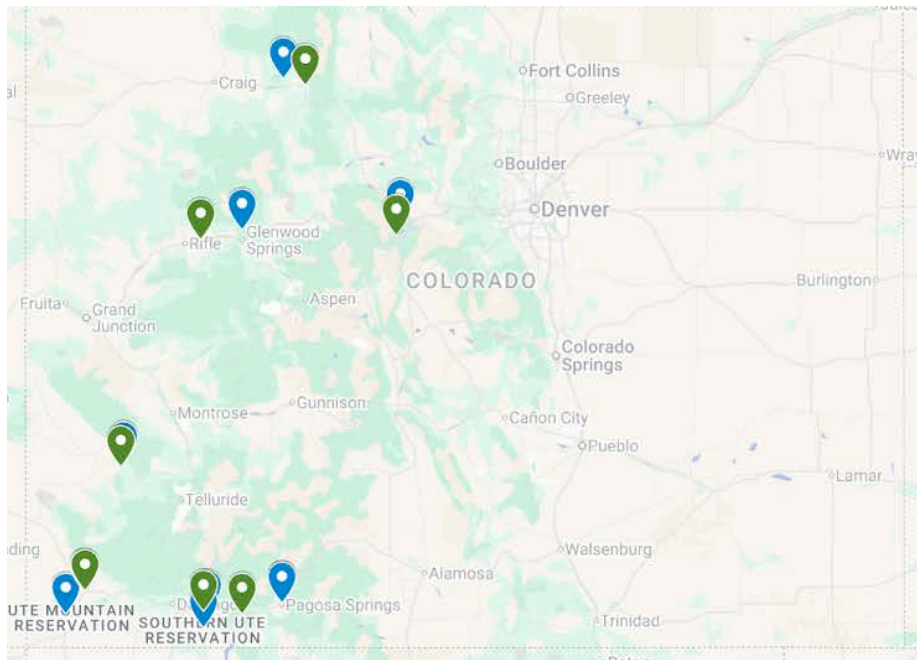 Craig
Fort Collins
Greeley
Boulder
Denver
Rifle
Glenwood
Springs
COLORADO
Burlington
Aspen
Fruita
Grand
Junction
Colorado
Springs
Gunnison
Montrose
Cañon City
Pueblo
Lamar
Telluride
Walsenburg
Alamosa
Pagosa Springs
UTE MOUNTAIN
RESERVATION
SOUTHERN UTE
RESERVATION
Trinidad